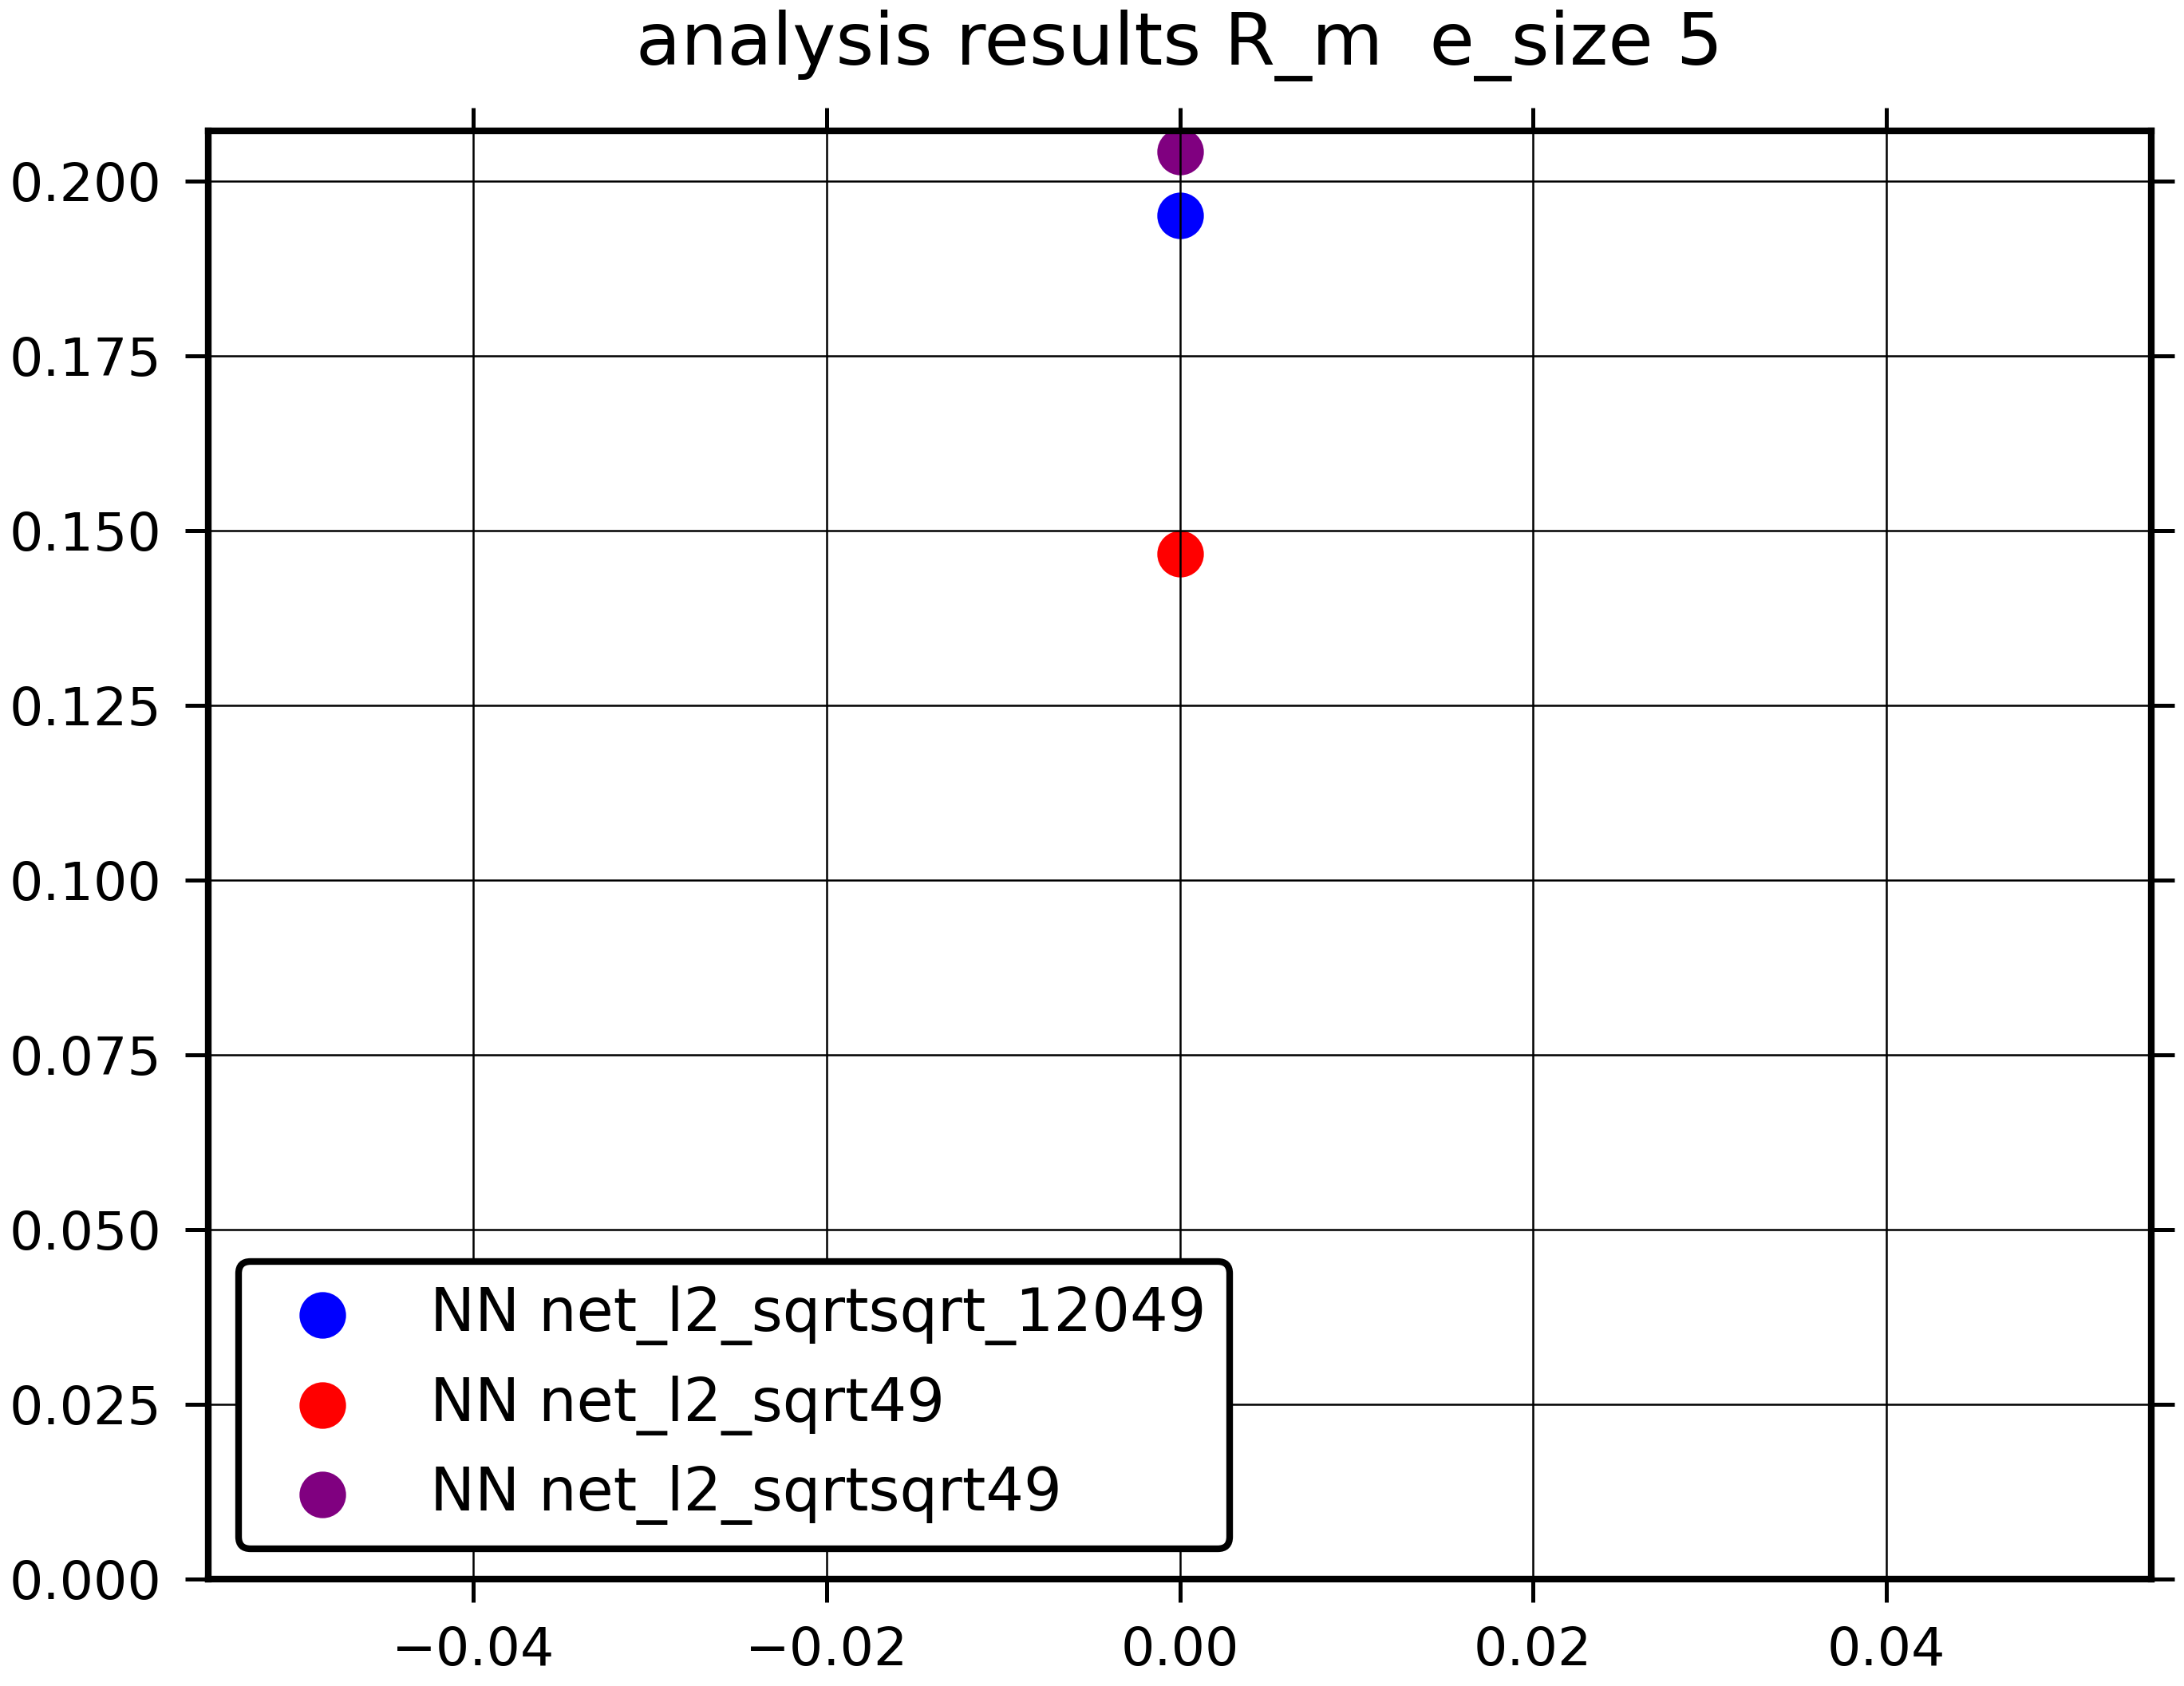 analysis results R_m  e_size 5
0.200
0.175
0.150
0.125
0.100
0.075
0.050
0.025
0.000
NN net_l2_sqrtsqrt_12049
NN net_l2_sqrt49
NN net_l2_sqrtsqrt49
−0.04 −0.02 0.00 0.02 0.04